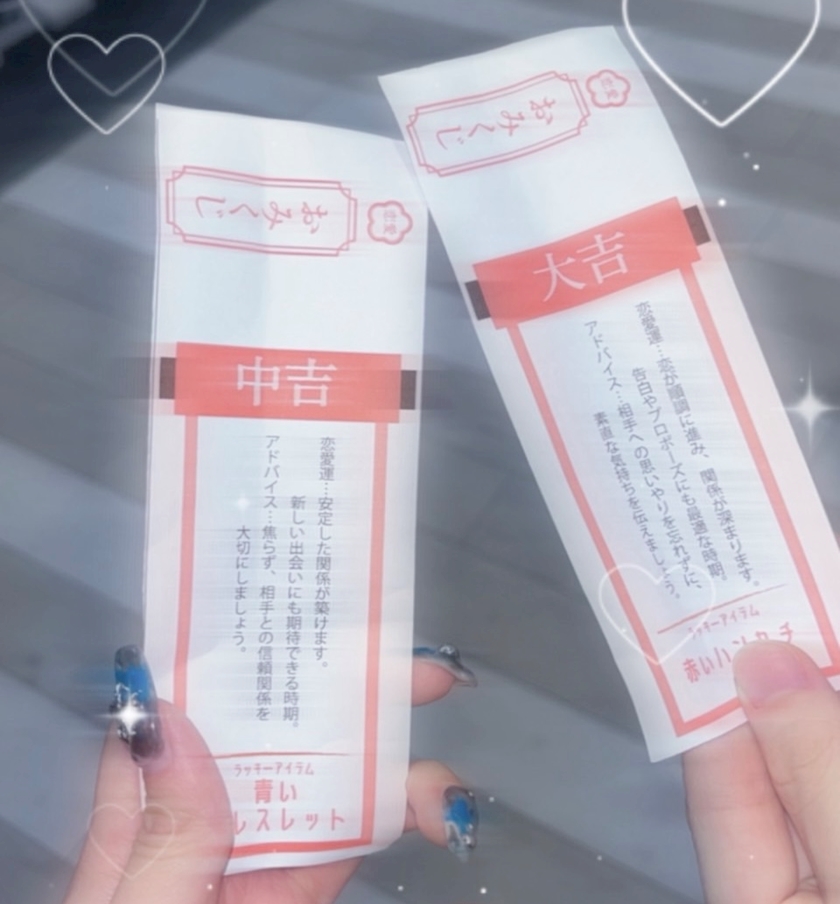 恋愛
おみくじ
中吉
恋愛運…安定した関係が築けます。
新しい出会いにも期待できる時期。
アドバイス…焦らず、相手との信頼関係を
大切にしましょう。
ラッキーアイテム
青い
レスレット
恋愛
おみくじ
大吉
恋愛運…恋が順調に進み、関係が深まります。
告白やプロポーズにも最適な時期。
アドバイス…相手への思いやりを忘れずに、
素直な気持ちを伝えましょう。
ラッキーアイテム
赤いハンカチ